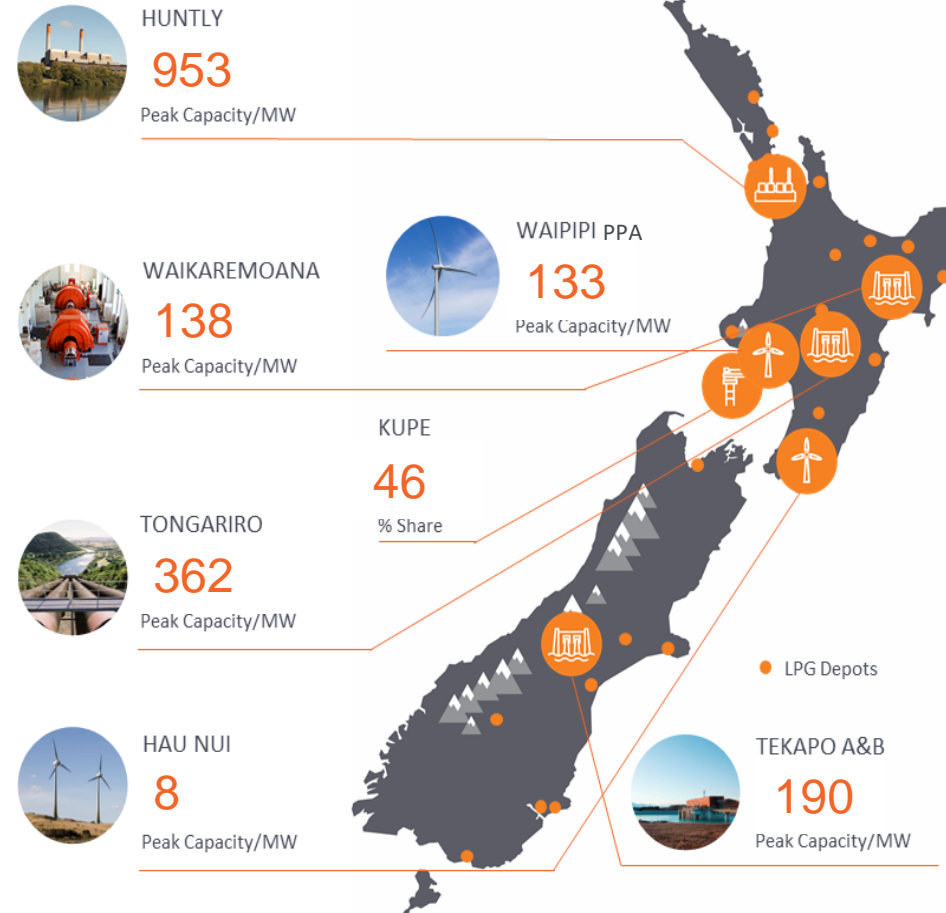 HUNTLY
953
Peak Capacity/MW
WAIPIPI PPA
133
Peak Capacity/MW
WAIKAREMOANA
138
Peak Capacity/MW
KUPE
46
% Share
TONGARIRO
362
Peak Capacity/MW
LPG Depots
HAU NUI
8
Peak Capacity/MW
TEKAPO A&B
190
Peak Capacity/MW